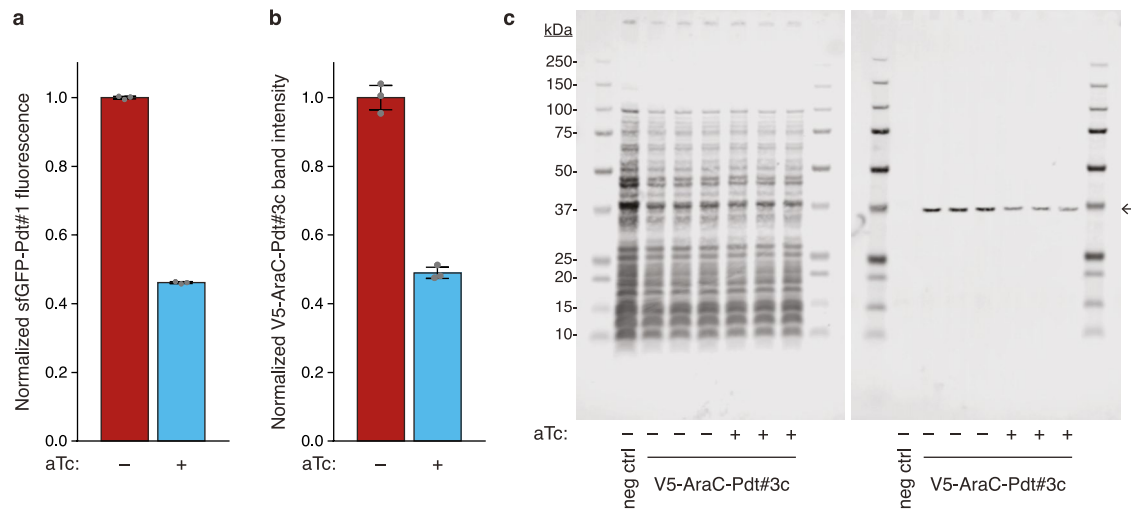 a
Normalized sfGFP-Pdt#1 fluorescence
1.0
0.8
0.6
0.4
0.2
0.0
aTc: – +
b
Normalized V5-AraC-Pdt#3c band intensity
1.0
0.8
0.6
0.4
0.2
0.0
aTc: – +
c
kDa
250-
150-
100-
75-
50-
37-
25-
20-
15-
10-
←
aTc: – – – – + + +
neg ctrl
V5-AraC-Pdt#3c
– – – – + + +
neg ctrl
V5-AraC-Pdt#3c